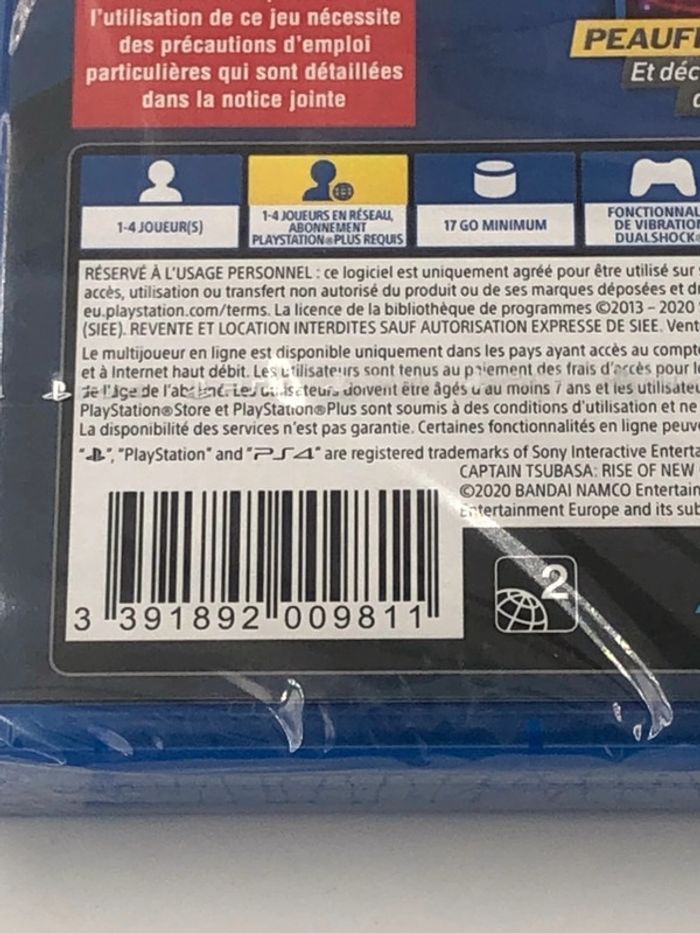 l'utilisation de ce jeu nécessite
des précautions d'emploi
particulières qui sont détaillées
dans la notice jointe
PEAUF
Et déc
1-4 JOUEUR(S)
1-4 JOUEURS EN RÉSEAU,
ABONNEMENT
PLAYSTATION®PLUS REQUIS
17 GO MINIMUM
FONCTIONNAL
DE VIBRATION
DUALSHOCK®
RÉSERVÉ À L'USAGE PERSONNEL : ce logiciel est uniquement agréé pour être utilisé sur
accès, utilisation ou transfert non autorisé du produit ou de ses marques déposées et d
eu.playstation.com/terms. La licence de la bibliothèque de programmes ©2013 - 2020
(SIEE). REVENTE ET LOCATION INTERDITES SAUF AUTORISATION EXPRESSE DE SIEE. Vent
Le multijoueur en ligne est disponible uniquement dans les pays ayant accès au compt
et à Internet haut débit. Les utilisateurs sont tenus au paiement des frais d'accès pour l
de l'âge de l'abonné. Les utilisateurs doivent être âgés d'au moins 7 ans et les utilisateu
PlayStation®Store et PlayStation®Plus sont soumis à des conditions d'utilisation et ne
La disponibilité des services n'est pas garantie. Certaines fonctionnalités en ligne peuv
"", "PlayStation" and "PS4" are registered trademarks of Sony Interactive Enterta
CAPTAIN TSUBASA: RISE OF NEW
©2020 BANDAI NAMCO Entertain
Entertainment Europe and its sub
3 391892 009811
2